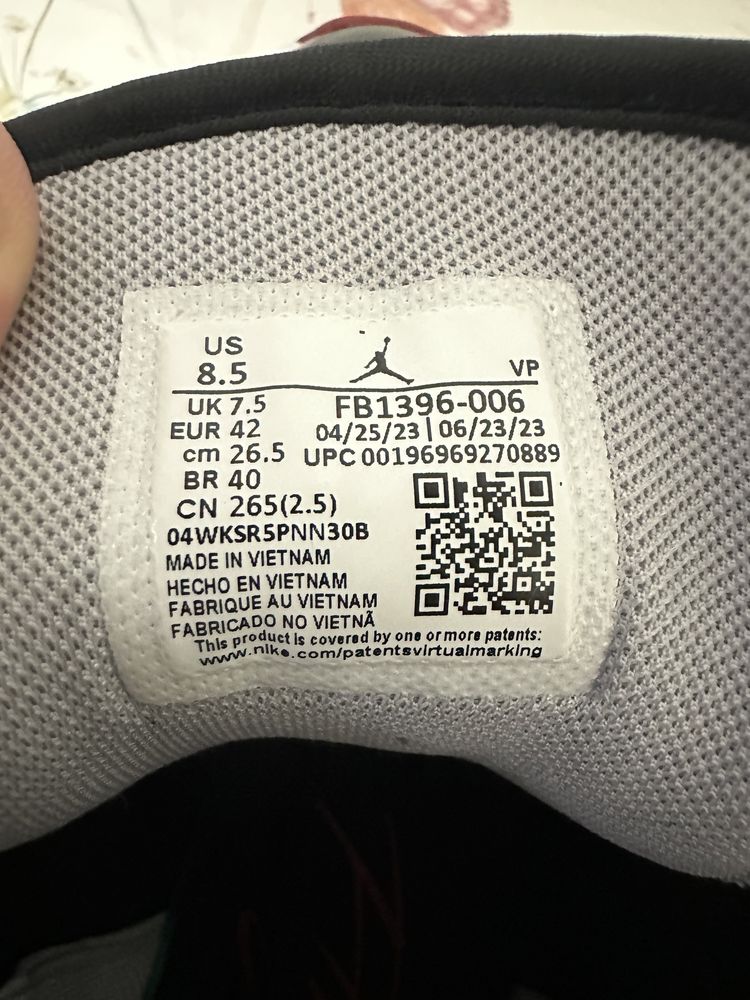 US
8.5
VP
UK 7.5
FB1396-006
EUR 42
04/25/23 | 06/23/23
cm 26.5
UPC 00196969270889
BR 40
CN 265(2.5)
04WKSR5PNN30B
MADE IN VIETNAM
HECHO EN VIETNAM
FABRIQUE AU VIETNAM
FABRICADO NO VIETNÃ
This product is covered by one or more patents:
www.nike.com/patentsvirtualmarking